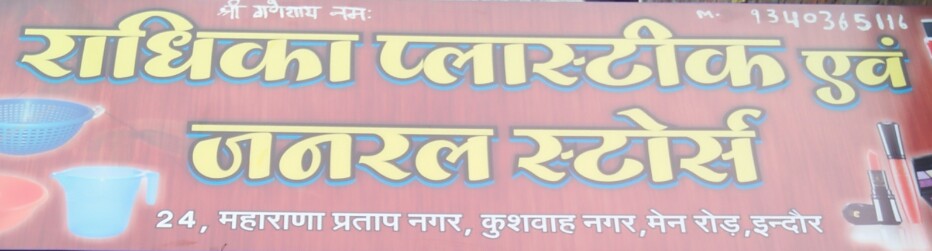 श्री गणेशाय नमः M. 9340365116
राधिका प्लास्टीक एवं
जनरल स्टोर्स
24, महाराणा प्रताप नगर, कुशवाह नगर,मेन रोड़,इन्दौर